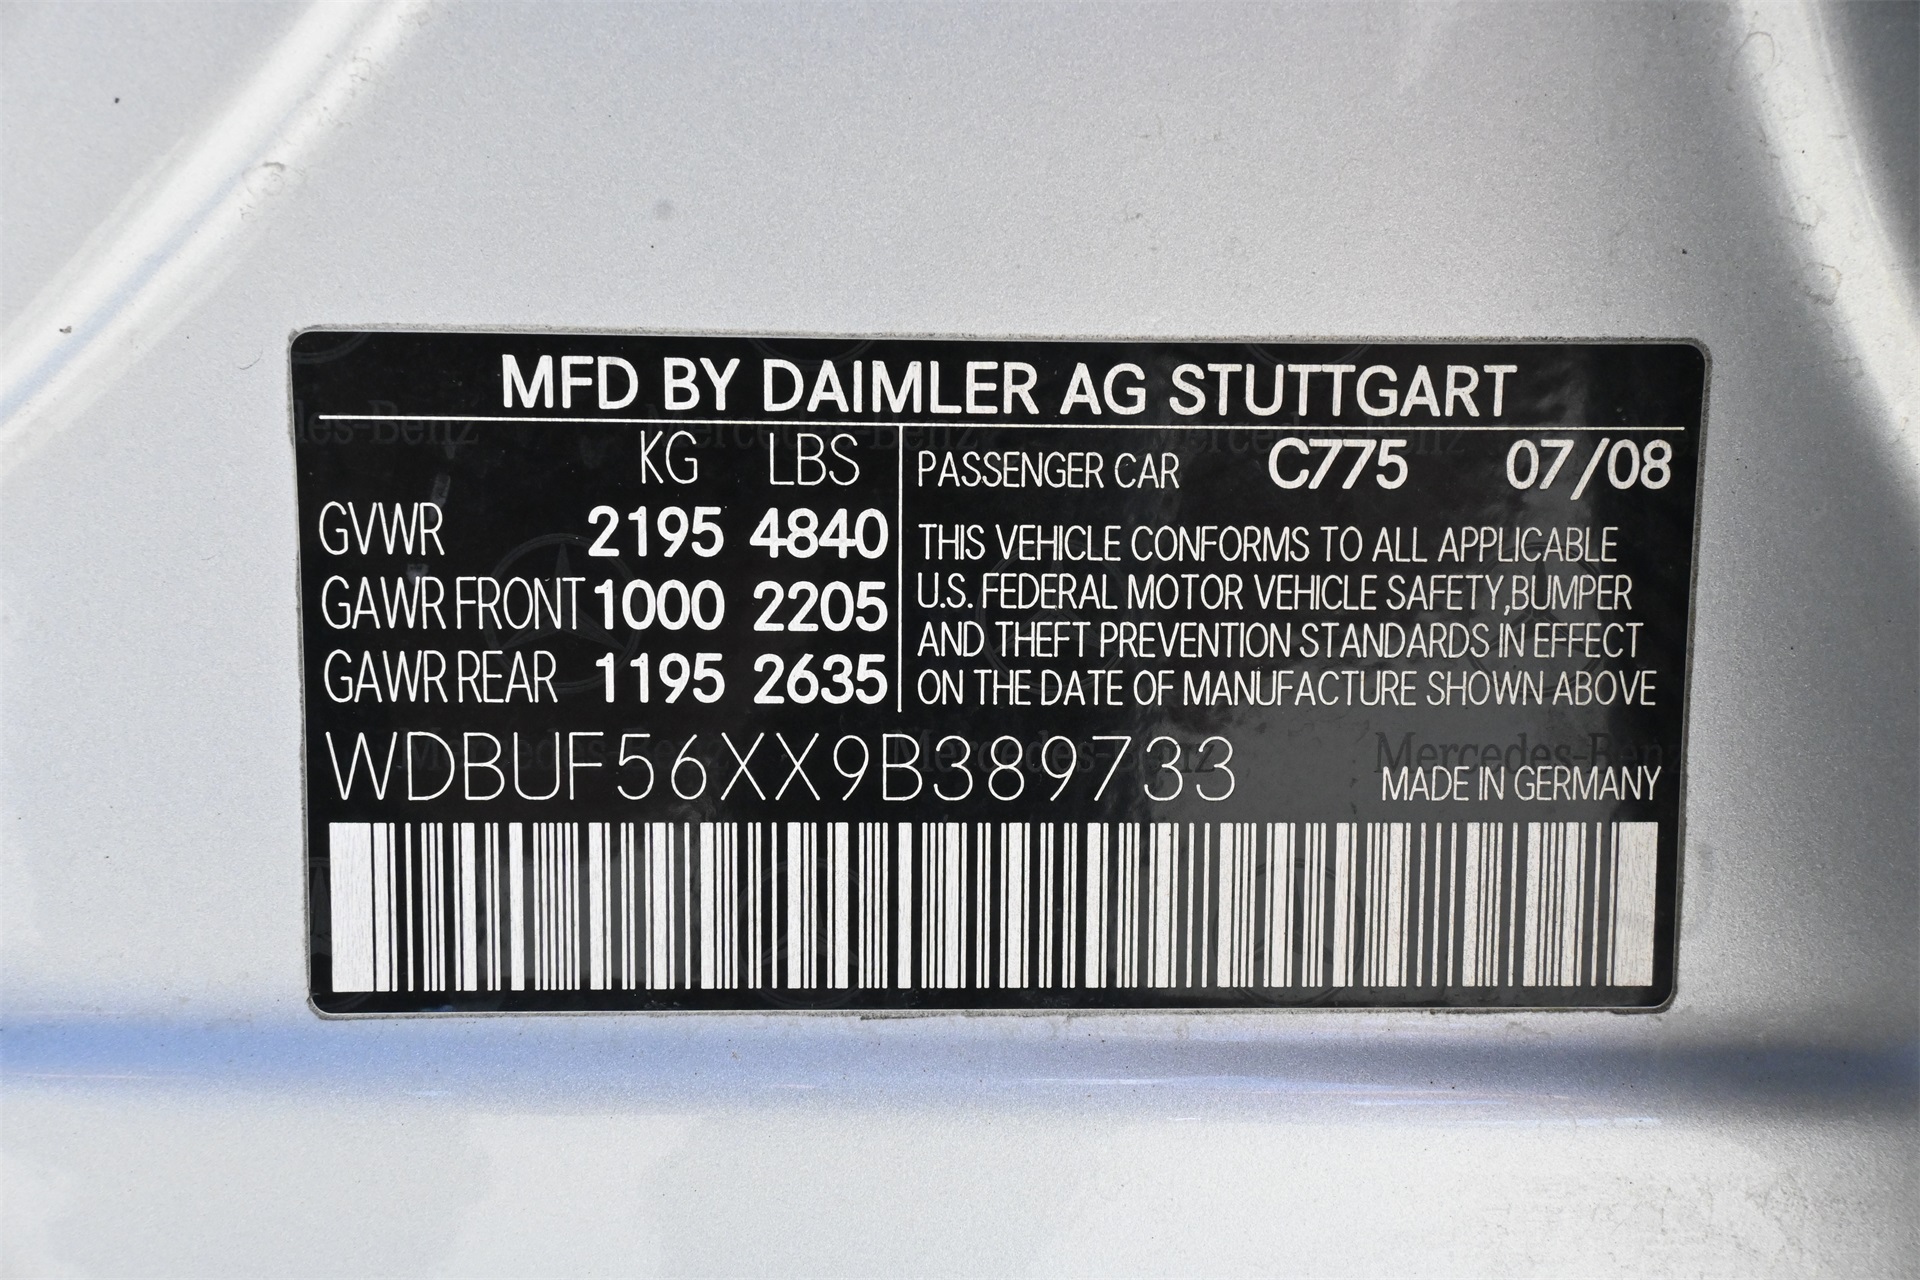 MFD BY DAIMLER AG STUTTGART
KG LBS
GVWR 2195 4840
GAWR FRONT 1000 2205
GAWR REAR 1195 2635
PASSENGER CAR C775 07/08
THIS VEHICLE CONFORMS TO ALL APPLICABLE
U.S. FEDERAL MOTOR VEHICLE SAFETY,BUMPER
AND THEFT PREVENTION STANDARDS IN EFFECT
ON THE DATE OF MANUFACTURE SHOWN ABOVE
WDBUF56XX9B389733
MADE IN GERMANY
Mercedes-Benz